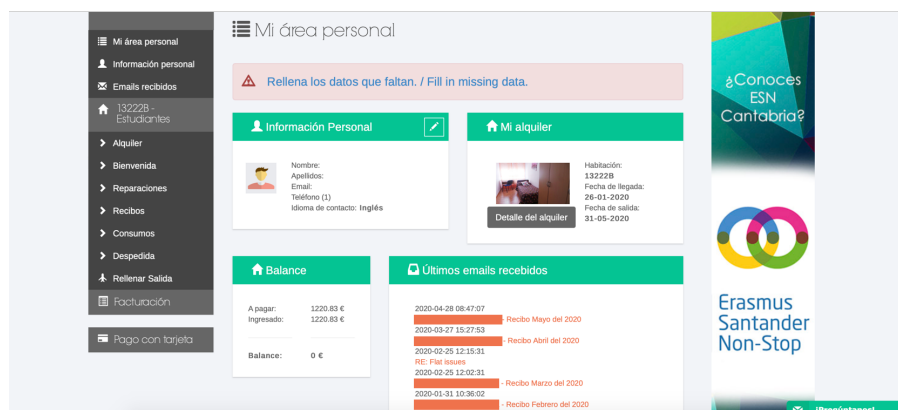 Mi área personal
Información personal
Emails recibidos
13222B -
Estudiantes
Alquiler
Bienvenida
Reparaciones
Recibos
Consumos
Despedida
Rellenar Salida
Facturación
Pago con tarjeta
Mi área personal
Rellena los datos que faltan. / Fill in missing data.
Información Personal
Nombre:
Apellidos:
Email:
Teléfono (1)
Idioma de contacto: Inglés
Mi alquiler
Detalle del alquiler
Habitación:
13222B
Fecha de llegada:
26-01-2020
Fecha de salida:
31-05-2020
Balance
A pagar: 1220.83 €
Ingresado: 1220.83 €
Balance: 0 €
Últimos emails recebidos
2020-04-28 08:47:07
- Recibo Mayo del 2020
2020-03-27 15:27:53
- Recibo Abril del 2020
2020-02-25 12:15:31
RE: Flat issues
2020-02-25 12:02:31
- Recibo Marzo del 2020
2020-01-31 10:36:02
- Recibo Febrero del 2020
¿Conoces
ESN
Cantabria?
Erasmus
Santander
Non-Stop
¡Pregúntanos!